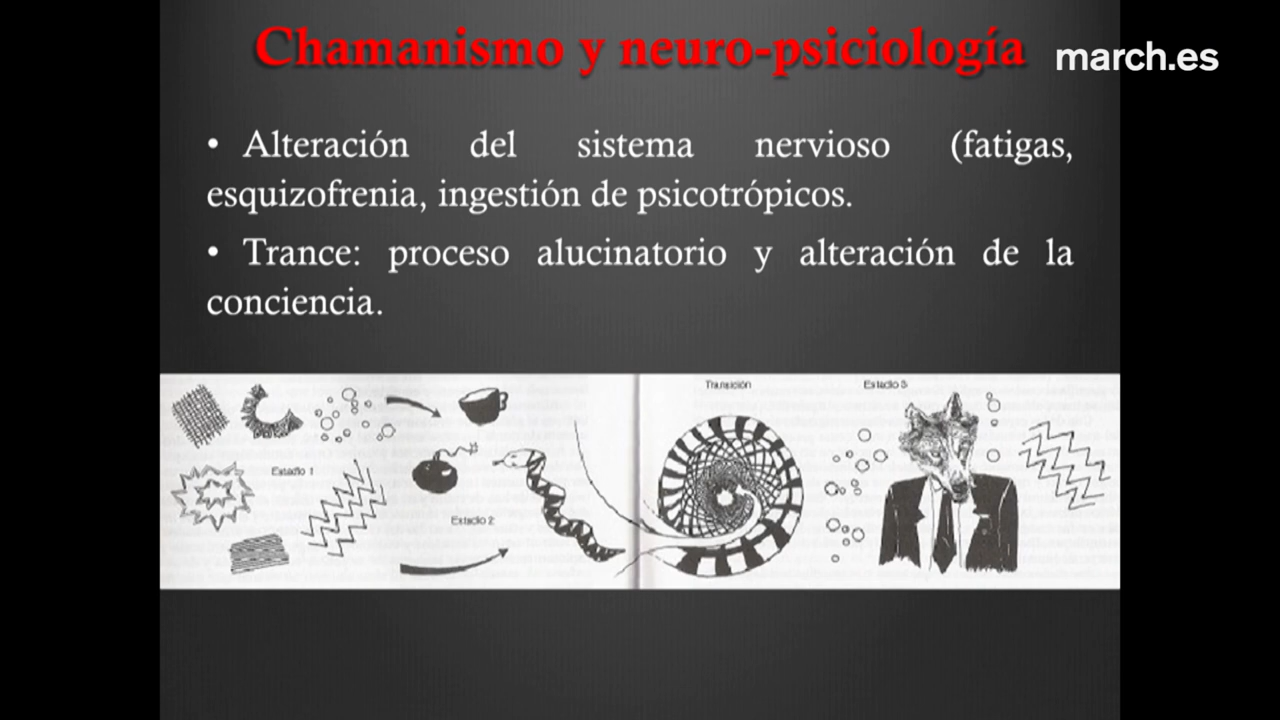 Chamanismo y neuro-psiciología
march.es
• Alteración del sistema nervioso (fatigas,
esquizofrenia, ingestión de psicotrópicos.
• Trance: proceso alucinatorio y alteración de la
conciencia.
Transición
Estadio 3
Estadio 1
Estadio 2